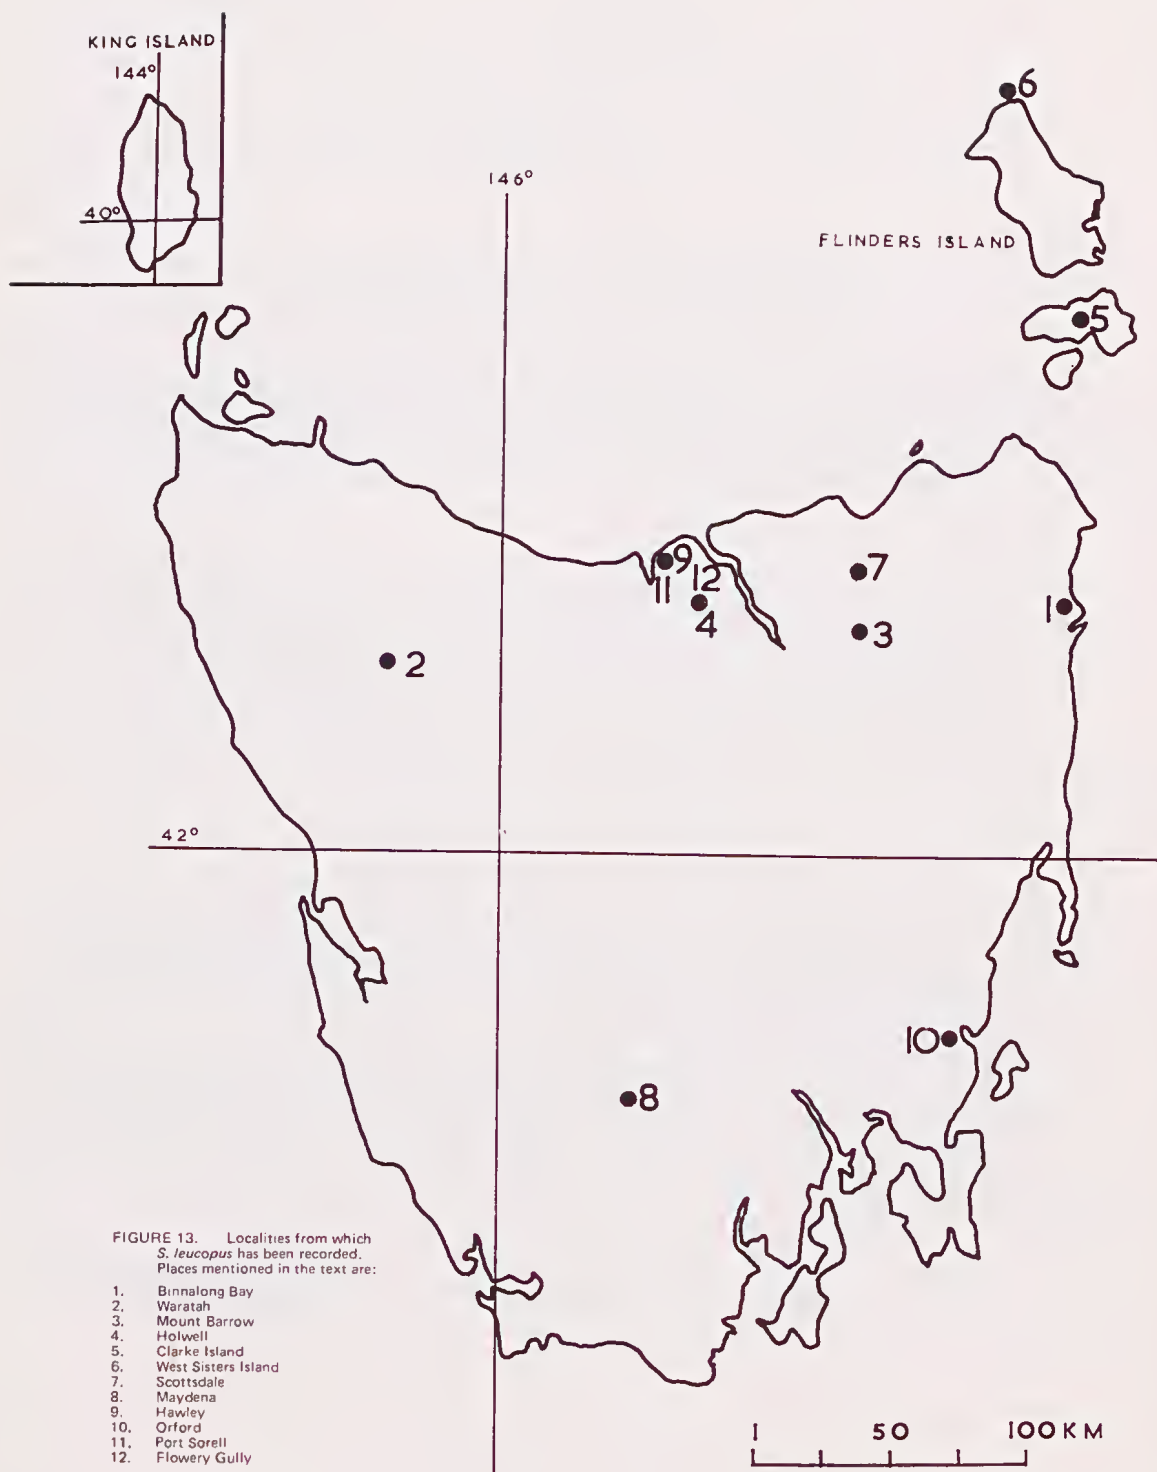 KING ISLAND
144°
40°
146°
6
FLINDERS ISLAND
5
9
12
11
4
7
3
1
2
42°
10
8
FIGURE 13. Localities from which
S. leucopus has been recorded.
Places mentioned in the text are:
1. Binnalong Bay
2. Waratah
3. Mount Barrow
4. Holwell
5. Clarke Island
6. West Sisters Island
7. Scottsdale
8. Maydena
9. Hawley
10. Orford
11. Port Sorell
12. Flowery Gully
1 50 100 KM